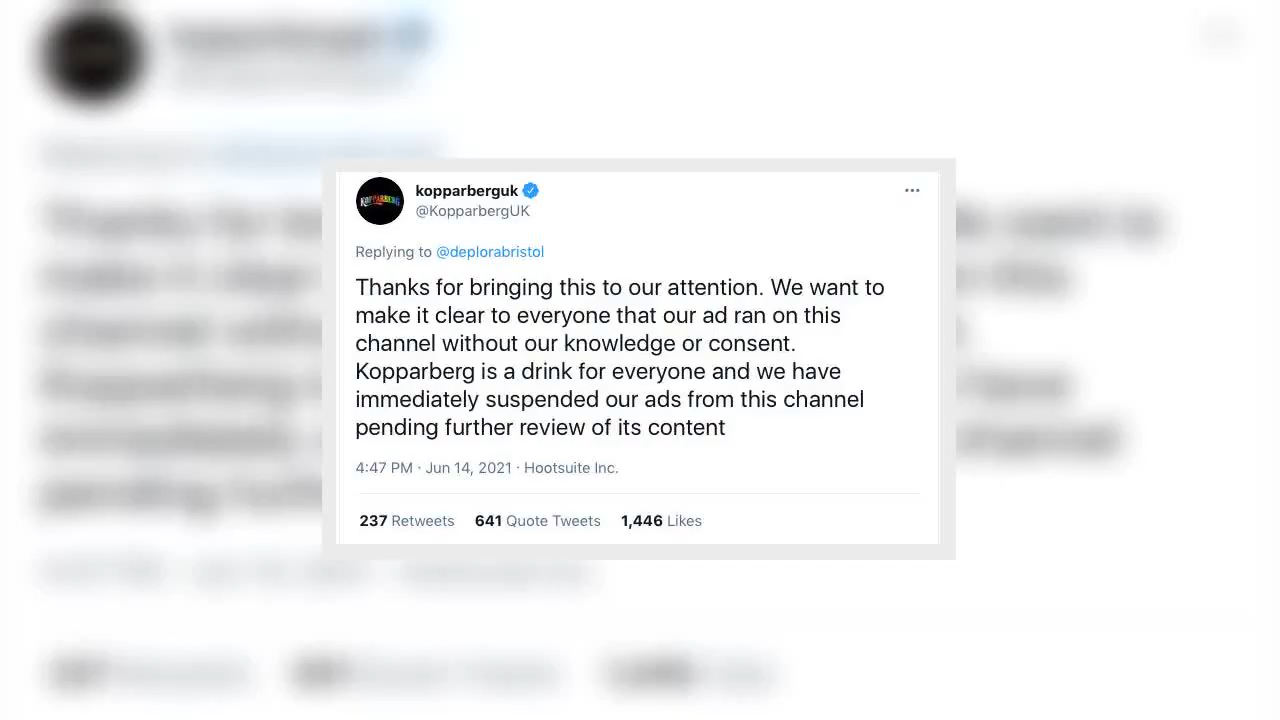 kopparberguk
@KopparbergUK
KOPPARBERG
Replying to @deplorabristol
Thanks for bringing this to our attention. We want to
make it clear to everyone that our ad ran on this
channel without our knowledge or consent.
Kopparberg is a drink for everyone and we have
immediately suspended our ads from this channel
pending further review of its content
4:47 PM · Jun 14, 2021 · Hootsuite Inc.
237 Retweets 641 Quote Tweets 1,446 Likes